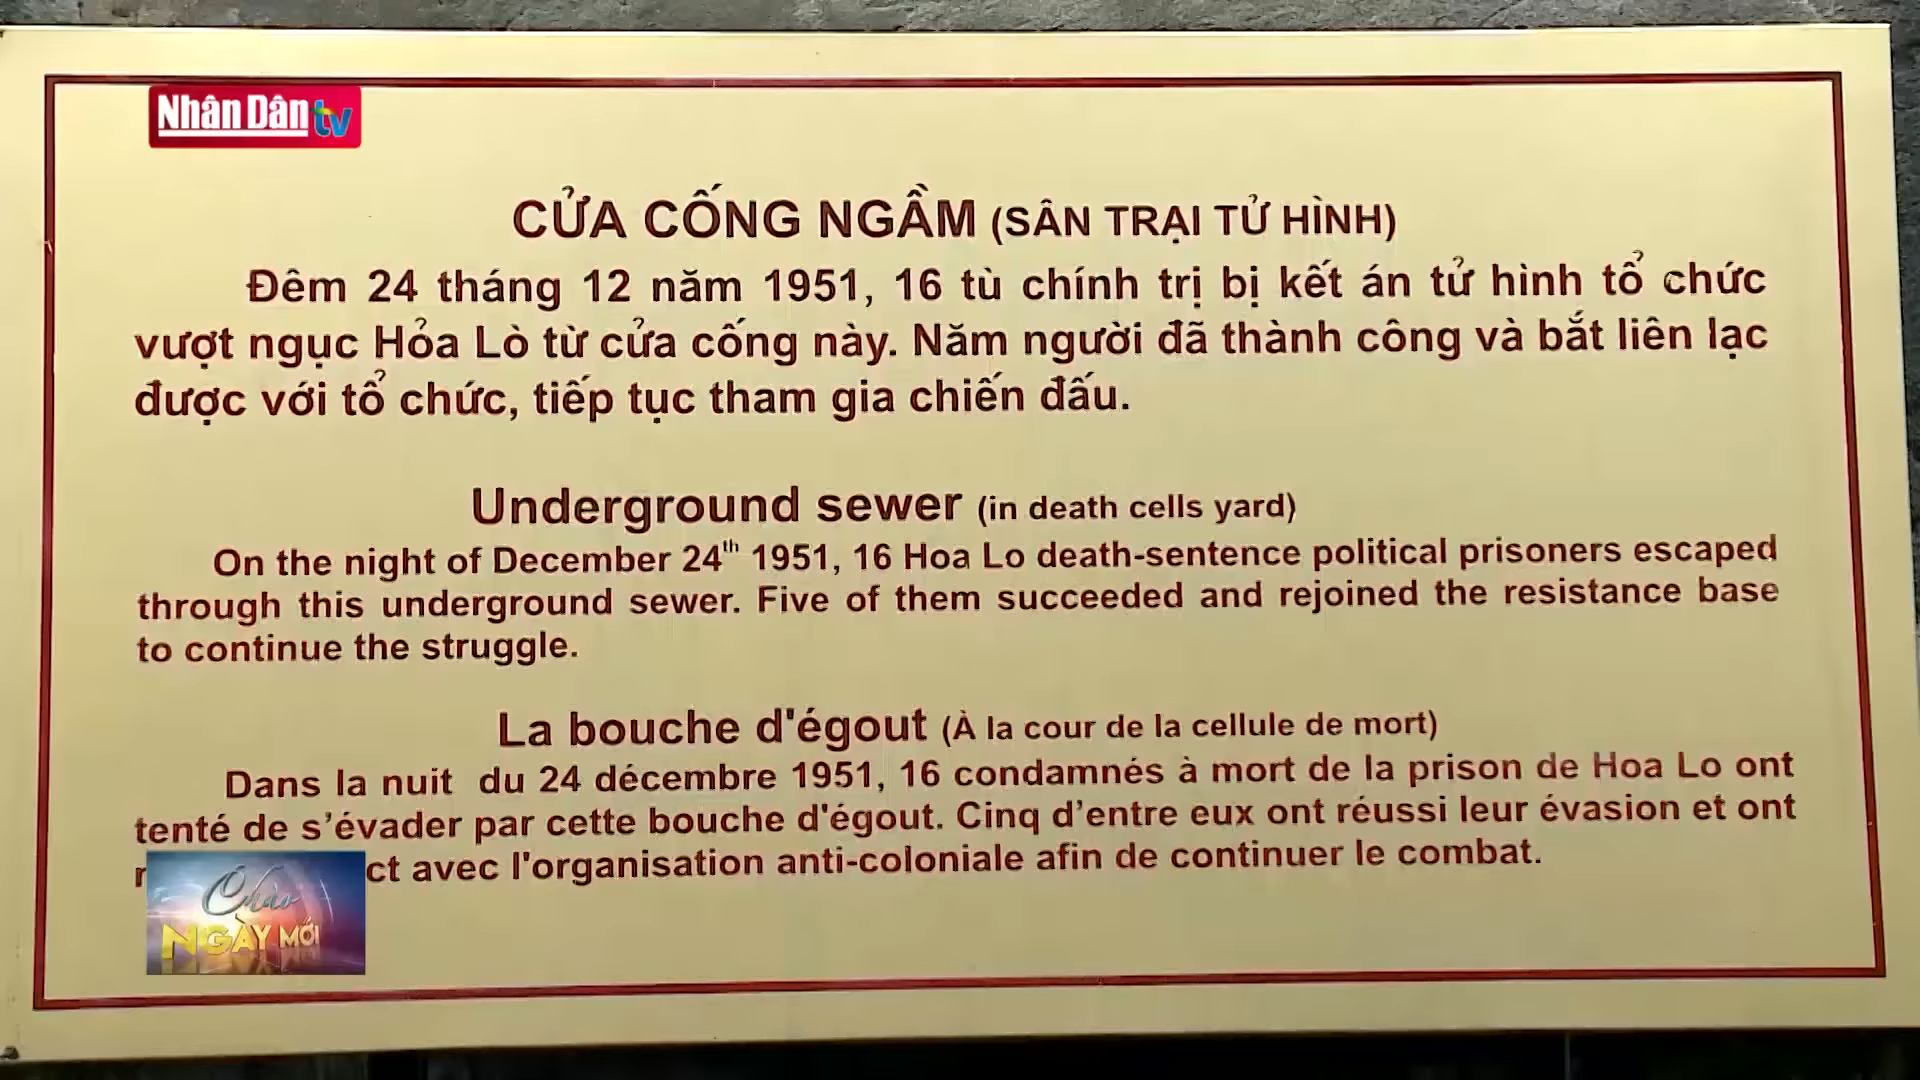 Nhân Dân tv
CỬA CỐNG NGẦM (SÂN TRẠI TỬ HÌNH)
Đêm 24 tháng 12 năm 1951, 16 tù chính trị bị kết án tử hình tổ chức
vượt ngục Hỏa Lò từ cửa cống này. Năm người đã thành công và bắt liên lạc
được với tổ chức, tiếp tục tham gia chiến đấu.
Underground sewer (in death cells yard)
On the night of December 24th 1951, 16 Hoa Lo death-sentence political prisoners escaped
through this underground sewer. Five of them succeeded and rejoined the resistance base
to continue the struggle.
La bouche d'égout (À la cour de la cellule de mort)
Dans la nuit du 24 décembre 1951, 16 condamnés à mort de la prison de Hoa Lo ont
tenté de s’évader par cette bouche d'égout. Cinq d’entre eux ont réussi leur évasion et ont
avec l'organisation anti-coloniale afin de continuer le combat.
Chào
NGÀY MỚI